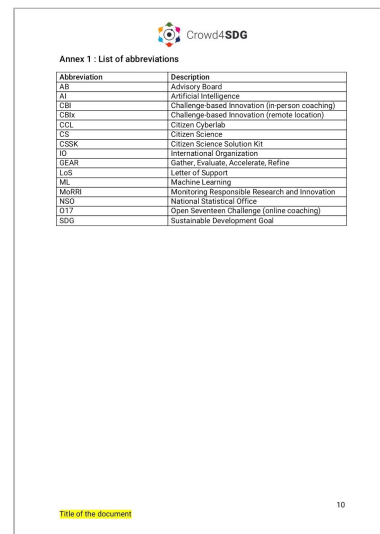 Crowd4SDG
Annex 1 : List of abbreviations
Abbreviation Description
AB Advisory Board
AI Artificial Intelligence
CBI Challenge-based Innovation (in-person coaching)
CBIx Challenge-based Innovation (remote location)
CCL Citizen Cyberlab
CS Citizen Science
CSSK Citizen Science Solution Kit
IO International Organization
GEAR Gather, Evaluate, Accelerate, Refine
LoS Letter of Support
ML Machine Learning
MoRRI Monitoring Responsible Research and Innovation
NSO National Statistical Office
O17 Open Seventeen Challenge (online coaching)
SDG Sustainable Development Goal
10
Title of the document